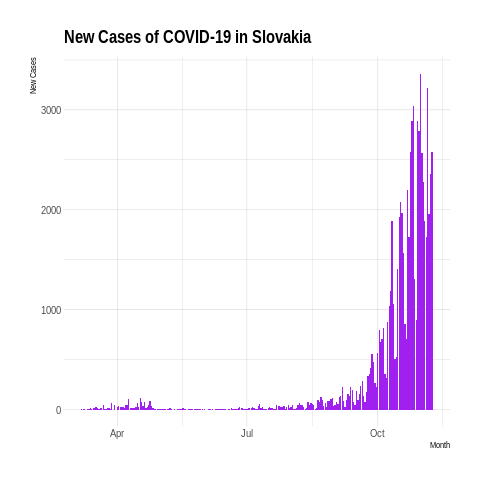 New Cases of COVID-19 in Slovakia
New Cases
3000
2000
1000
0
Apr
Jul
Oct
Month